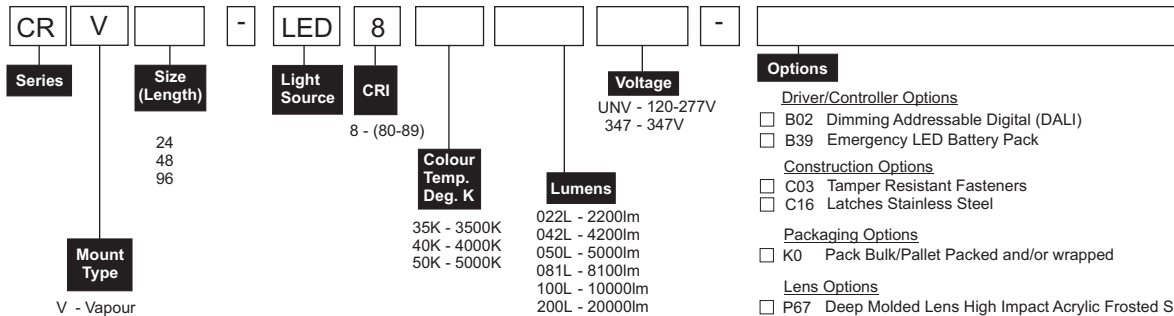 CR V - LED 8 -
Series
Size
(Length)
24
48
96
Mount
Type
V - Vapour
Light
Source
CRI
8 - (80-89)
Colour
Temp.
Deg. K
35K - 3500K
40K - 4000K
50K - 5000K
Lumens
022L - 2200lm
042L - 4200lm
050L - 5000lm
081L - 8100lm
100L - 10000lm
200L - 20000lm
Voltage
UNV - 120-277V
347 - 347V
Options
Driver/Controller Options
B02 Dimming Addressable Digital (DALI)
B39 Emergency LED Battery Pack
Construction Options
C03 Tamper Resistant Fasteners
C16 Latches Stainless Steel
Packaging Options
K0 Pack Bulk/Pallet Packed and/or wrapped
Lens Options
P67 Deep Molded Lens High Impact Acrylic Frosted S